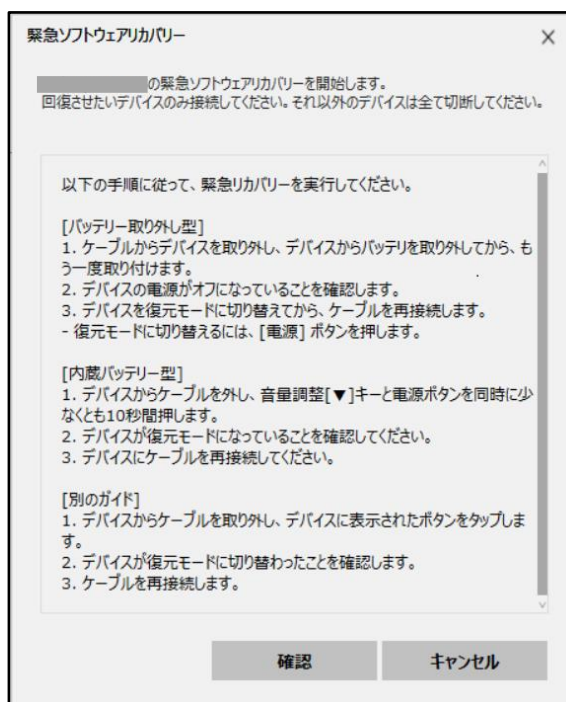 緊急ソフトウェアリカバリー
の緊急ソフトウェアリカバリーを開始します。
回復させたいデバイスのみ接続してください。それ以外のデバイスは全て切断してください。
以下の手順に従って、緊急リカバリーを実行してください。
[バッテリー取り外し型]
1. ケーブルからデバイスを取り外し、デバイスからバッテリを取り外してから、も
う一度取り付けます。
2. デバイスの電源がオフになっていることを確認します。
3. デバイスを復元モードに切り替えてから、ケーブルを再接続します。
- 復元モードに切り替えるには、[電源] ボタンを押します。
[内蔵バッテリー型]
1. デバイスからケーブルを外し、音量調整[▼]キーと電源ボタンを同時に少
なくとも10秒間押します。
2. デバイスが復元モードになっていることを確認してください。
3. デバイスにケーブルを再接続してください。
[別のガイド]
1. デバイスからケーブルを取り外し、デバイスに表示されたボタンをタップしま
す。
2. デバイスが復元モードに切り替わったことを確認します。
3. ケーブルを再接続します。
確認
キャンセル